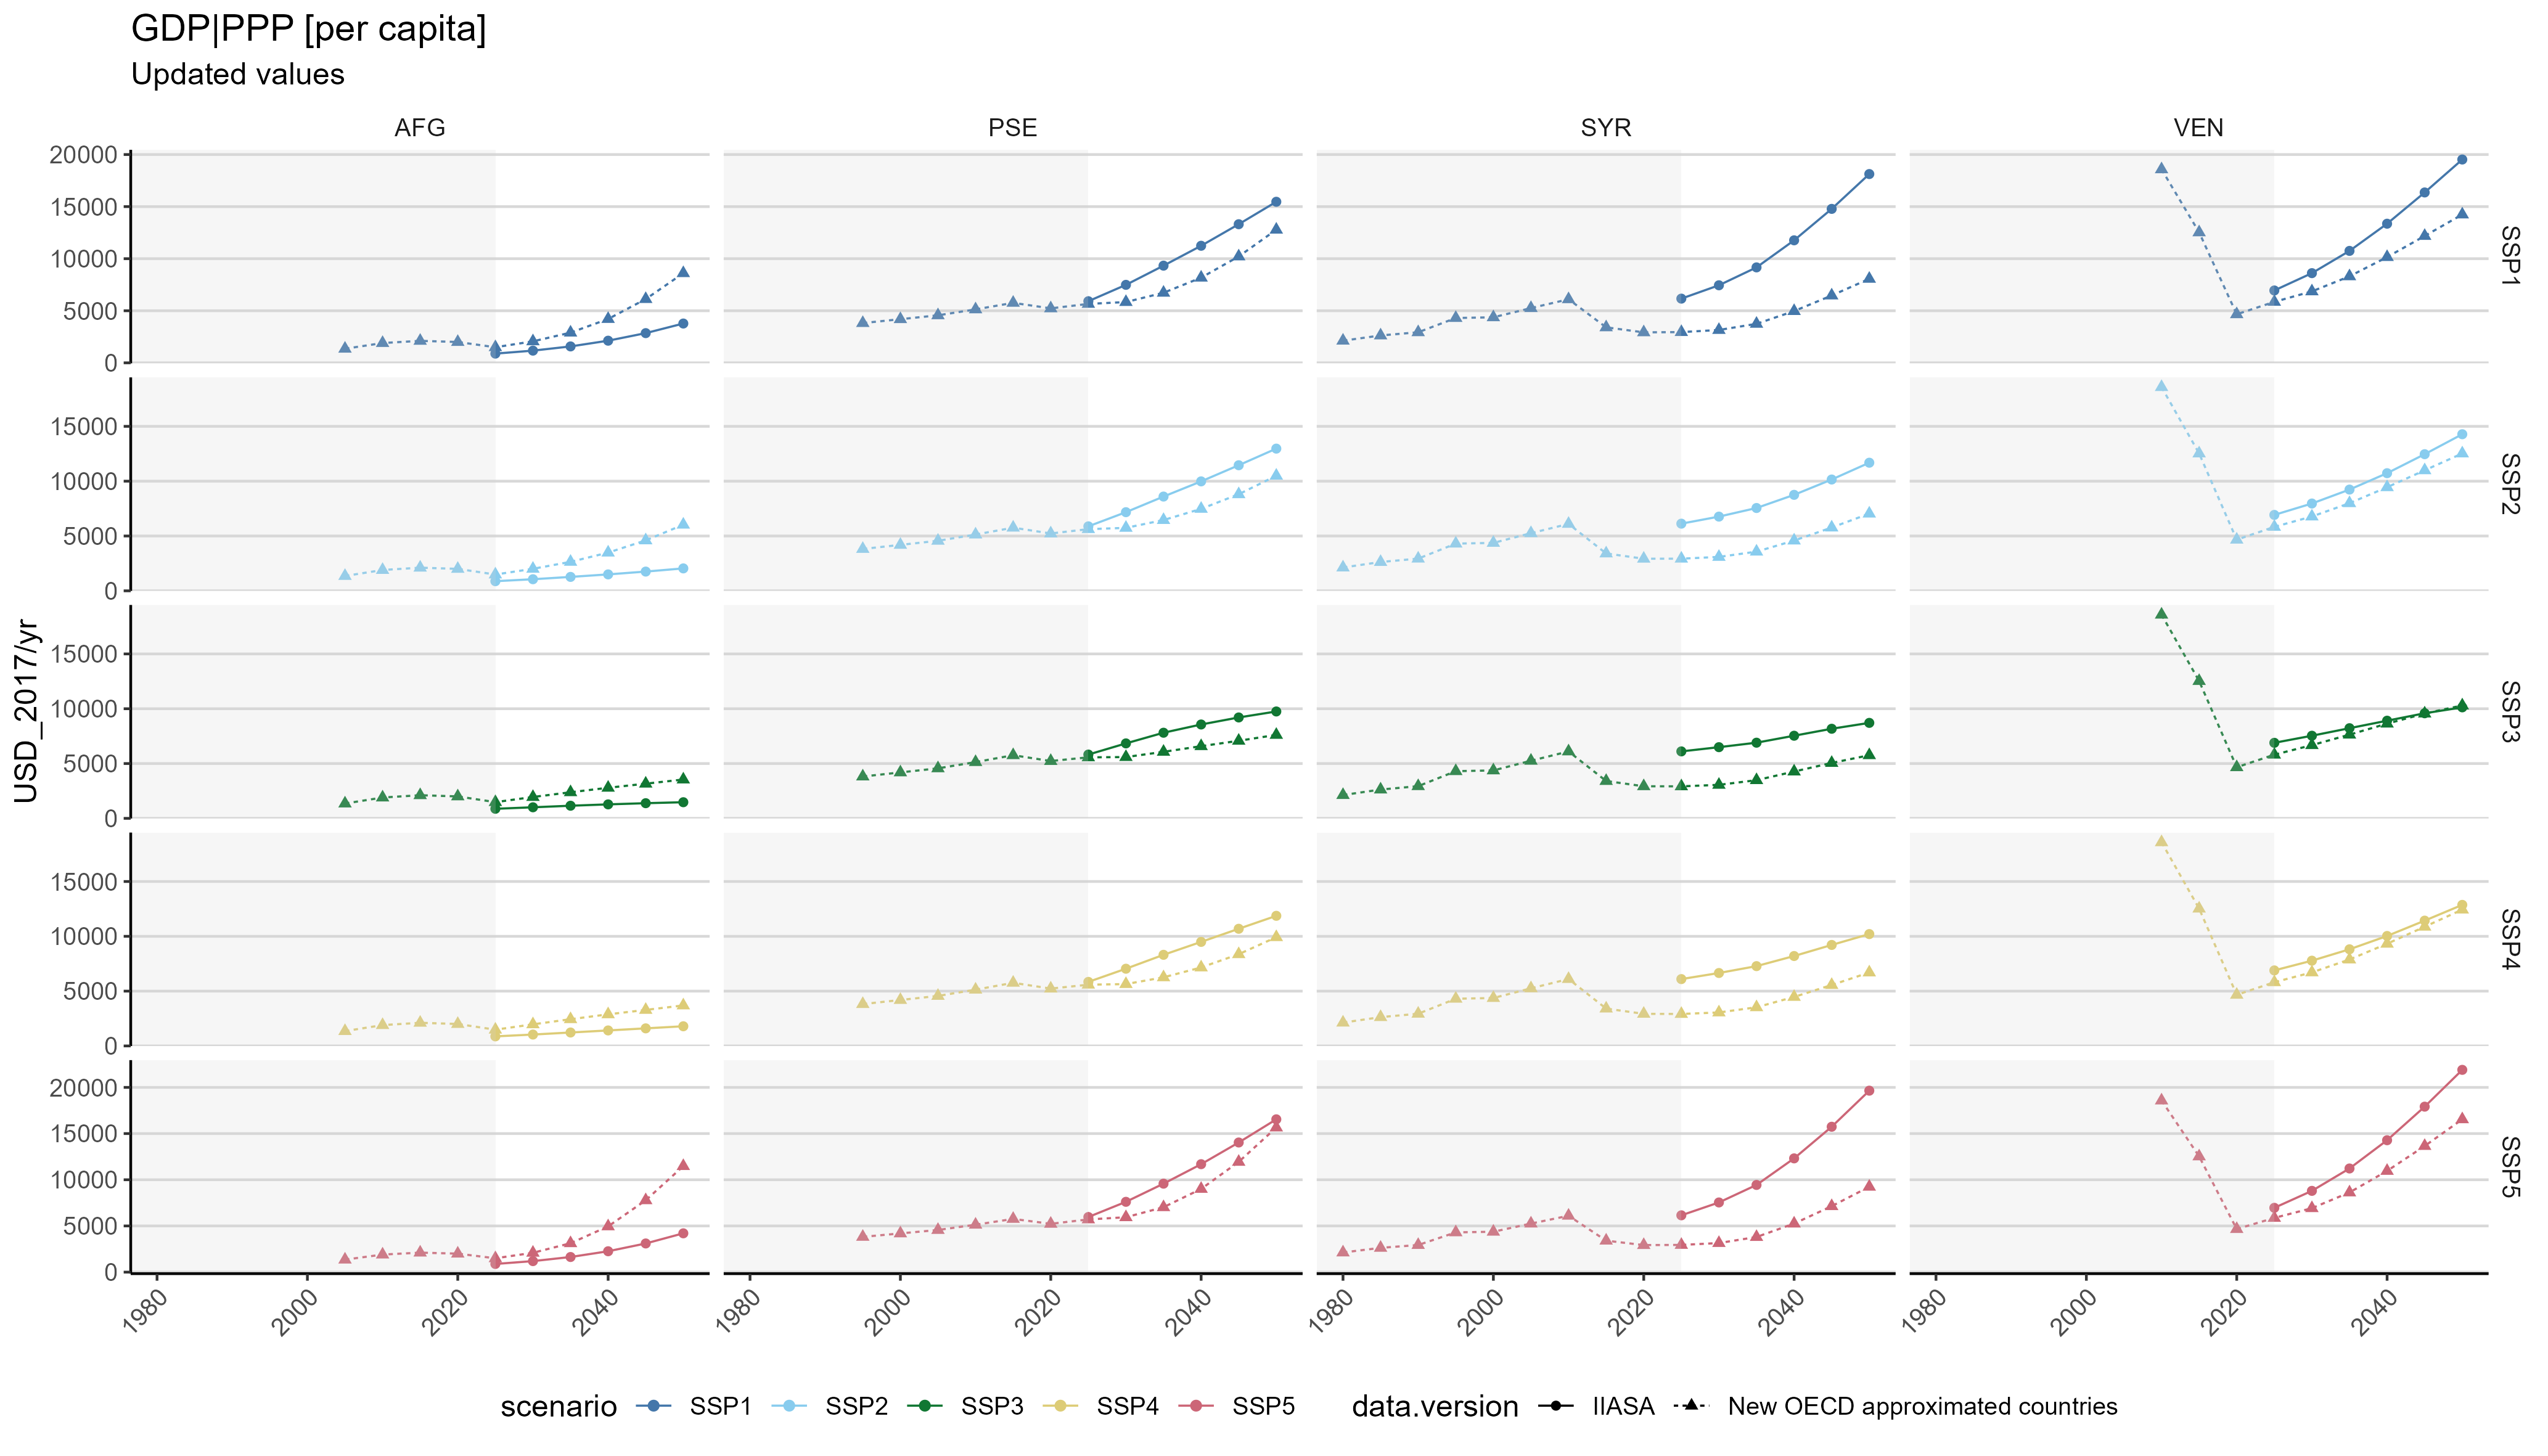 GDP|PPP [per capita]
Updated values
AFG PSE SYR VEN
20000
15000
10000
5000
0
SSP1
15000
10000
5000
0
SSP2
USD_2017/yr
15000
10000
5000
0
SSP3
15000
10000
5000
0
SSP4
20000
15000
10000
5000
0
SSP5
1980 2000 2020 2040 1980 2000 2020 2040 1980 2000 2020 2040 1980 2000 2020 2040
scenario SSP1 SSP2 SSP3 SSP4 SSP5 data.version IIASA New OECD approximated countries